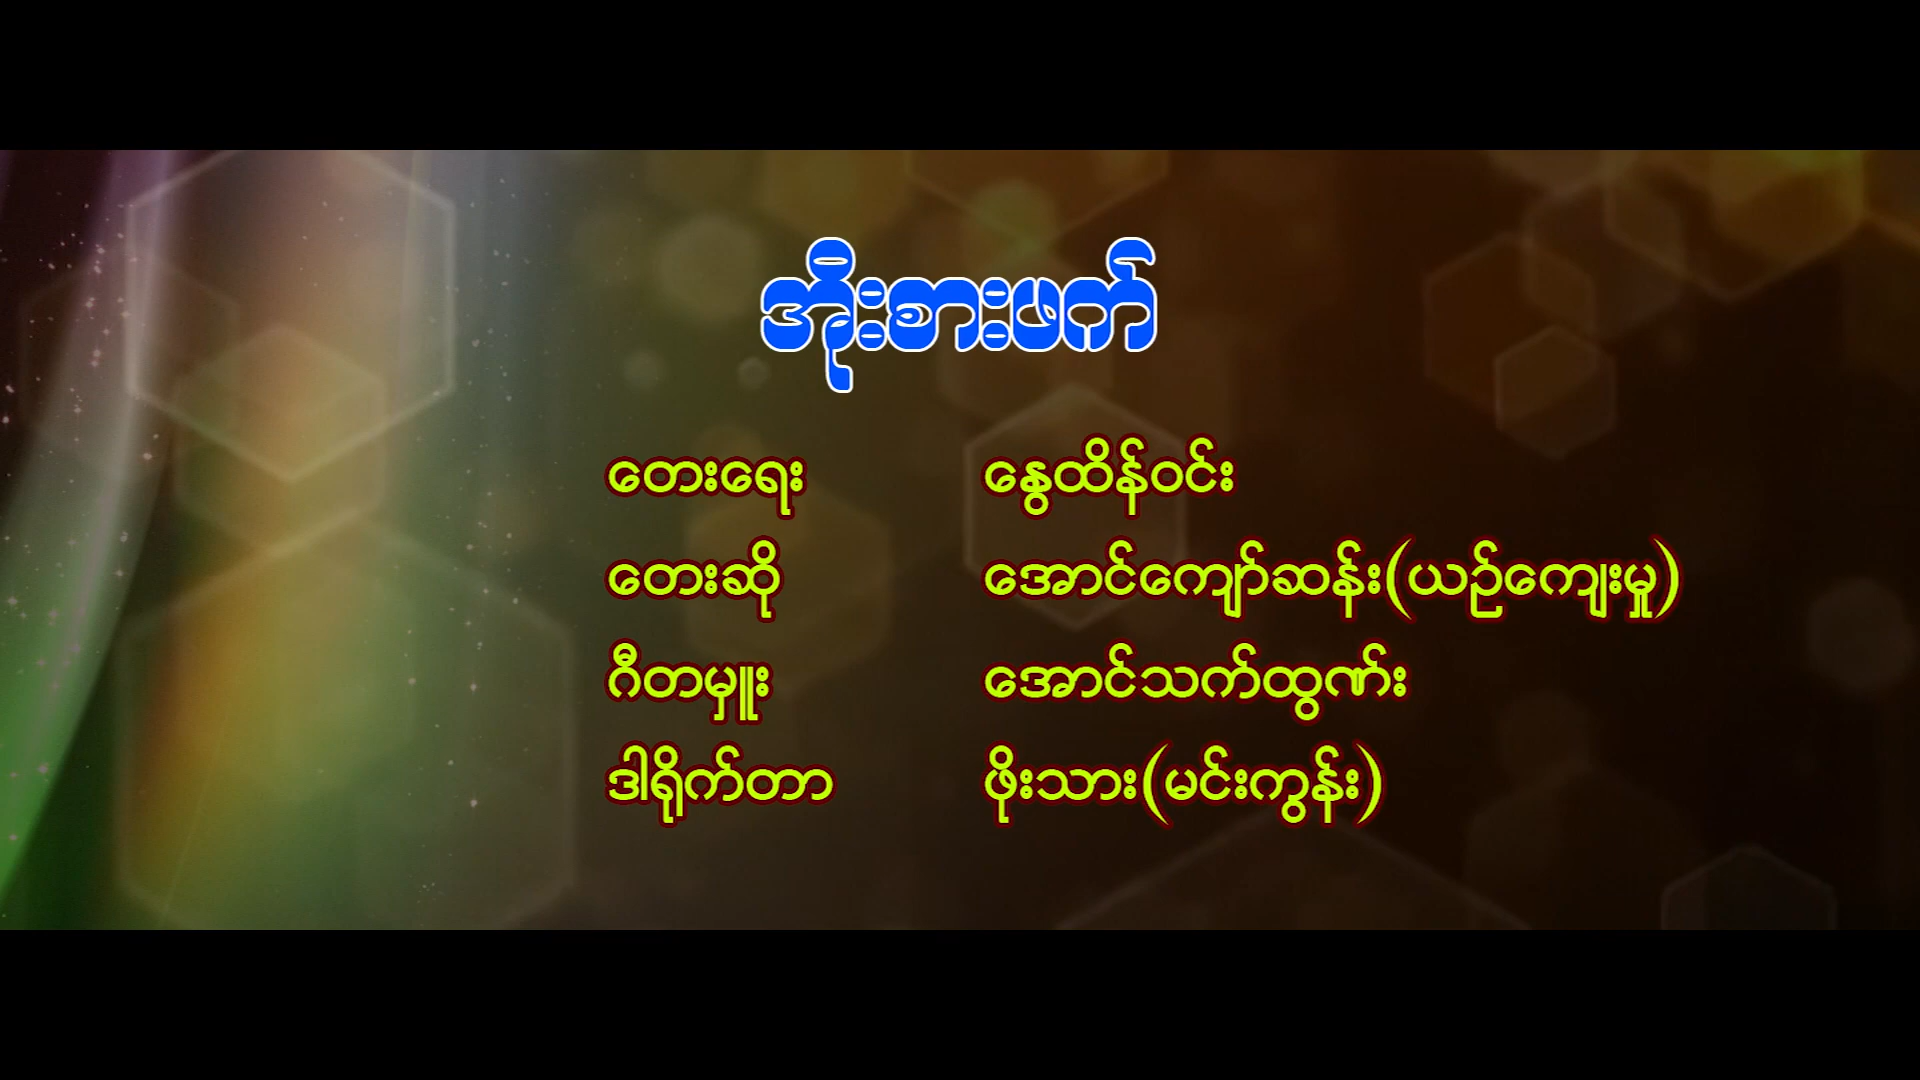 အိုးစားဖက်
တေးရေး နွေထိန်ဝင်း
တေးဆို အောင်ကျော်ဆန်း(ယဉ်ကျေးမှု)
ဂီတမှူး အောင်သက်ထွဏ်း
ဒါရိုက်တာ ဖိုးသား(မင်းကွန်း)